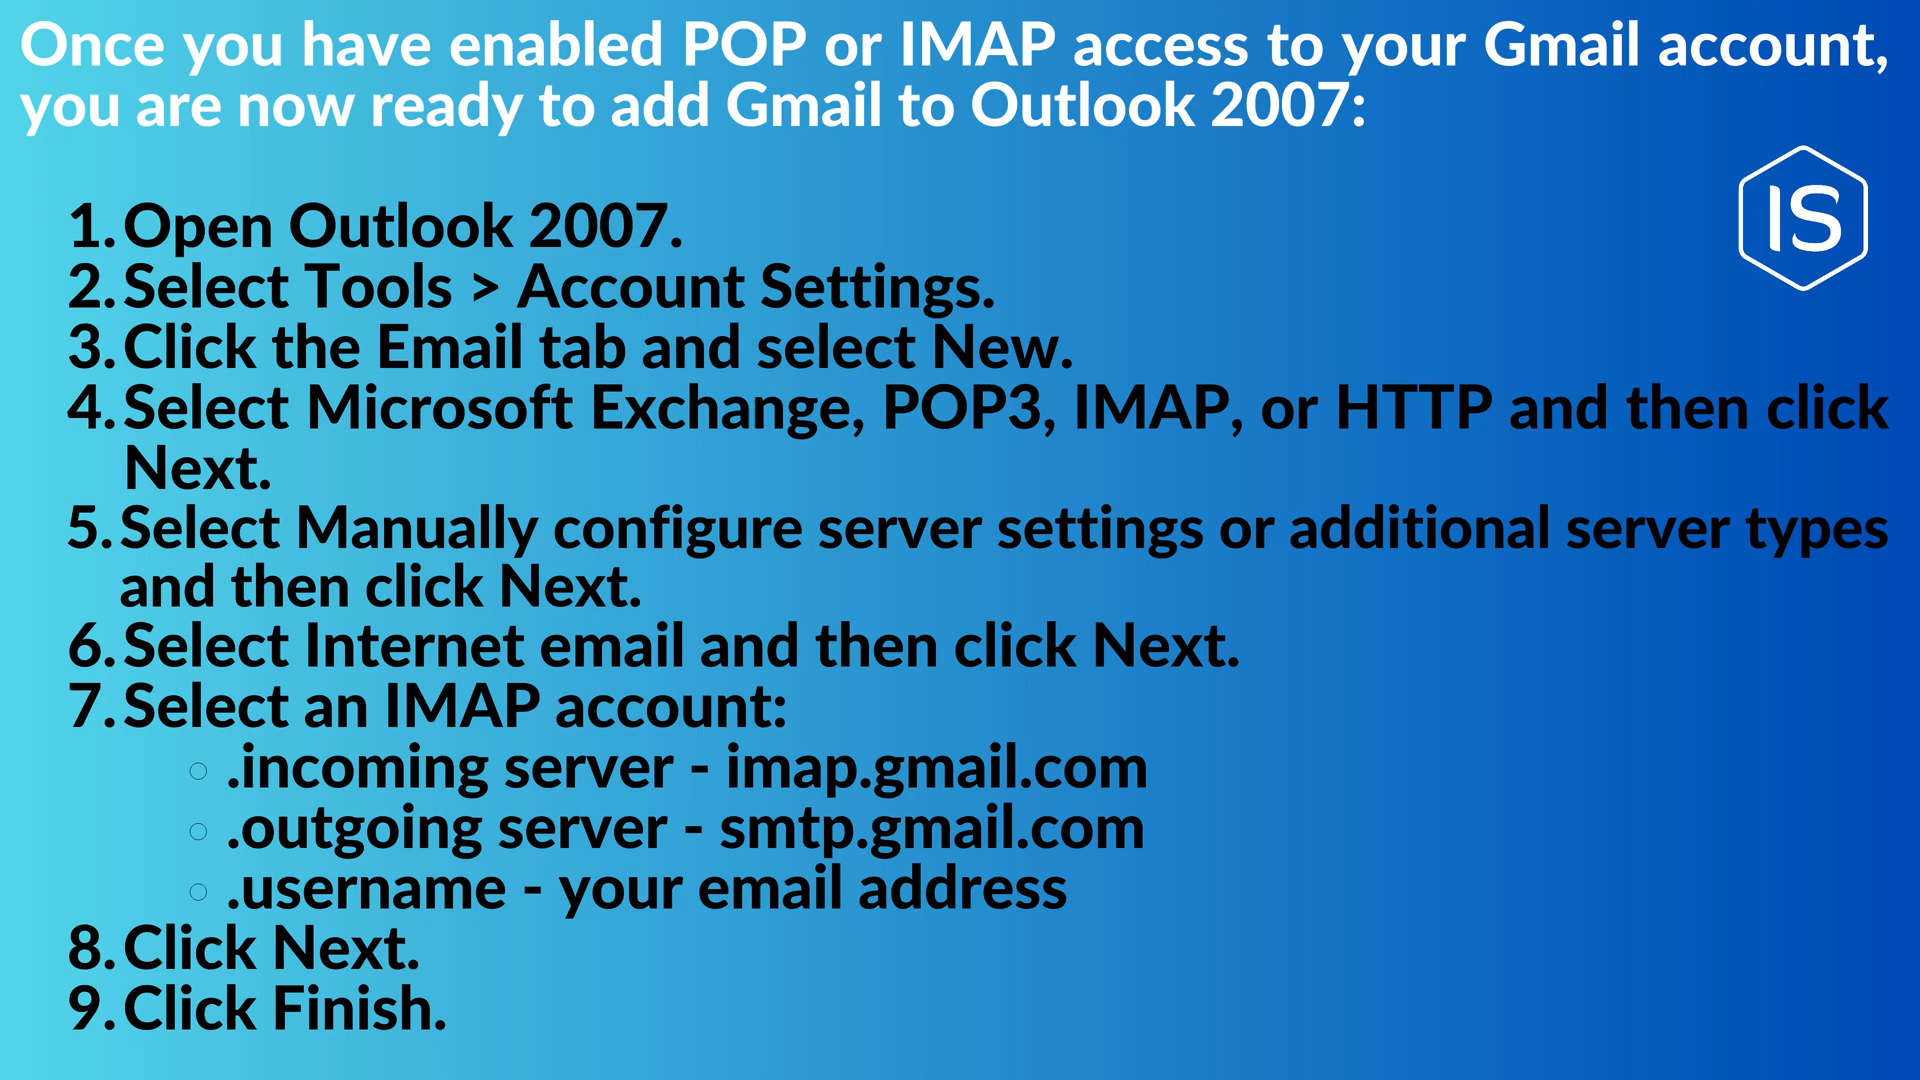 Once you have enabled POP or IMAP access to your Gmail account,
you are now ready to add Gmail to Outlook 2007:
IS
1. Open Outlook 2007.
2. Select Tools > Account Settings.
3. Click the Email tab and select New.
4. Select Microsoft Exchange, POP3, IMAP, or HTTP and then click
Next.
5. Select Manually configure server settings or additional server types
and then click Next.
6. Select Internet email and then click Next.
7. Select an IMAP account:
○ .incoming server - imap.gmail.com
○ .outgoing server - smtp.gmail.com
○ .username - your email address
8. Click Next.
9. Click Finish.